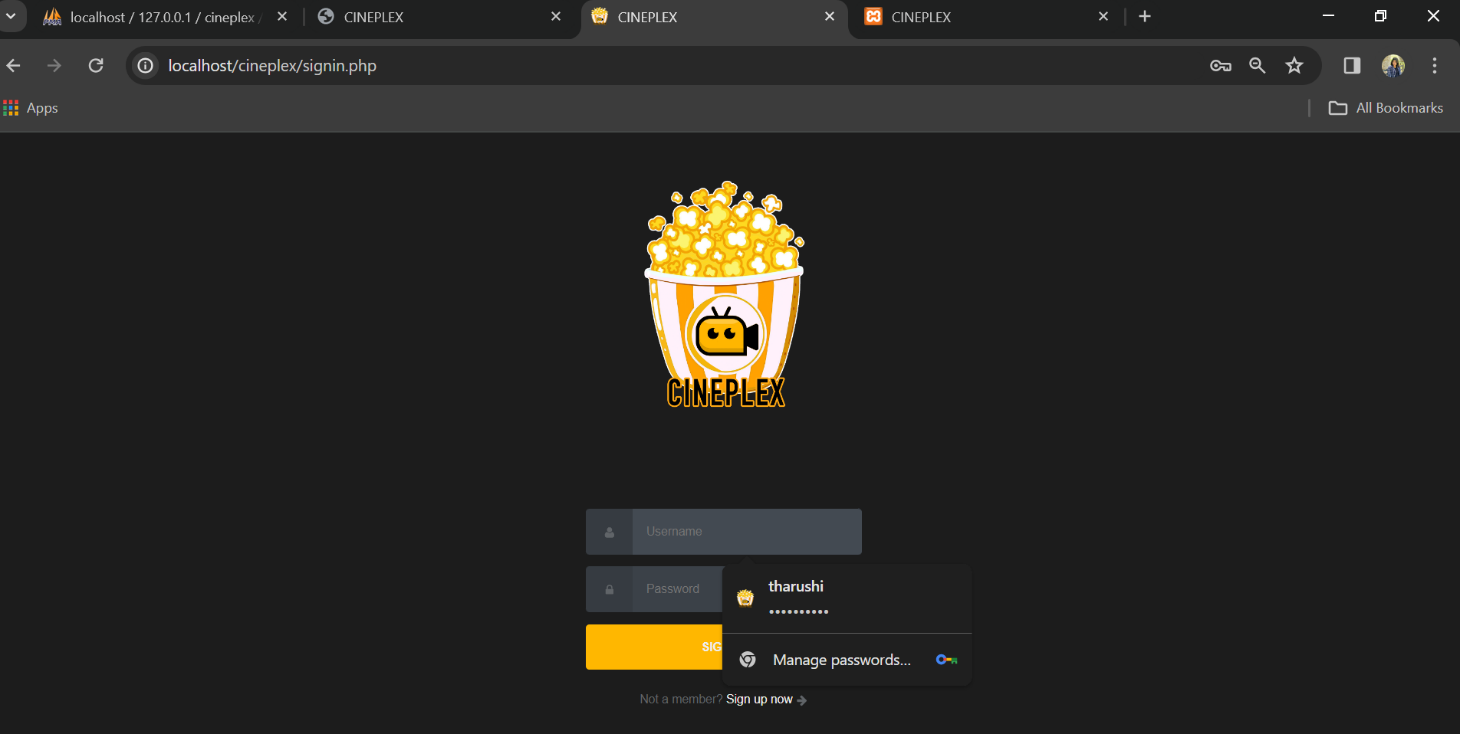 localhost / 127.0.0.1 / cineplex /
CINEPLEX
CINEPLEX
CINEPLEX
localhost/cineplex/signin.php
Apps
All Bookmarks
CINEPLEX
Username
Password
tharushi
••••••••••
SIG
Manage passwords...
Not a member? Sign up now